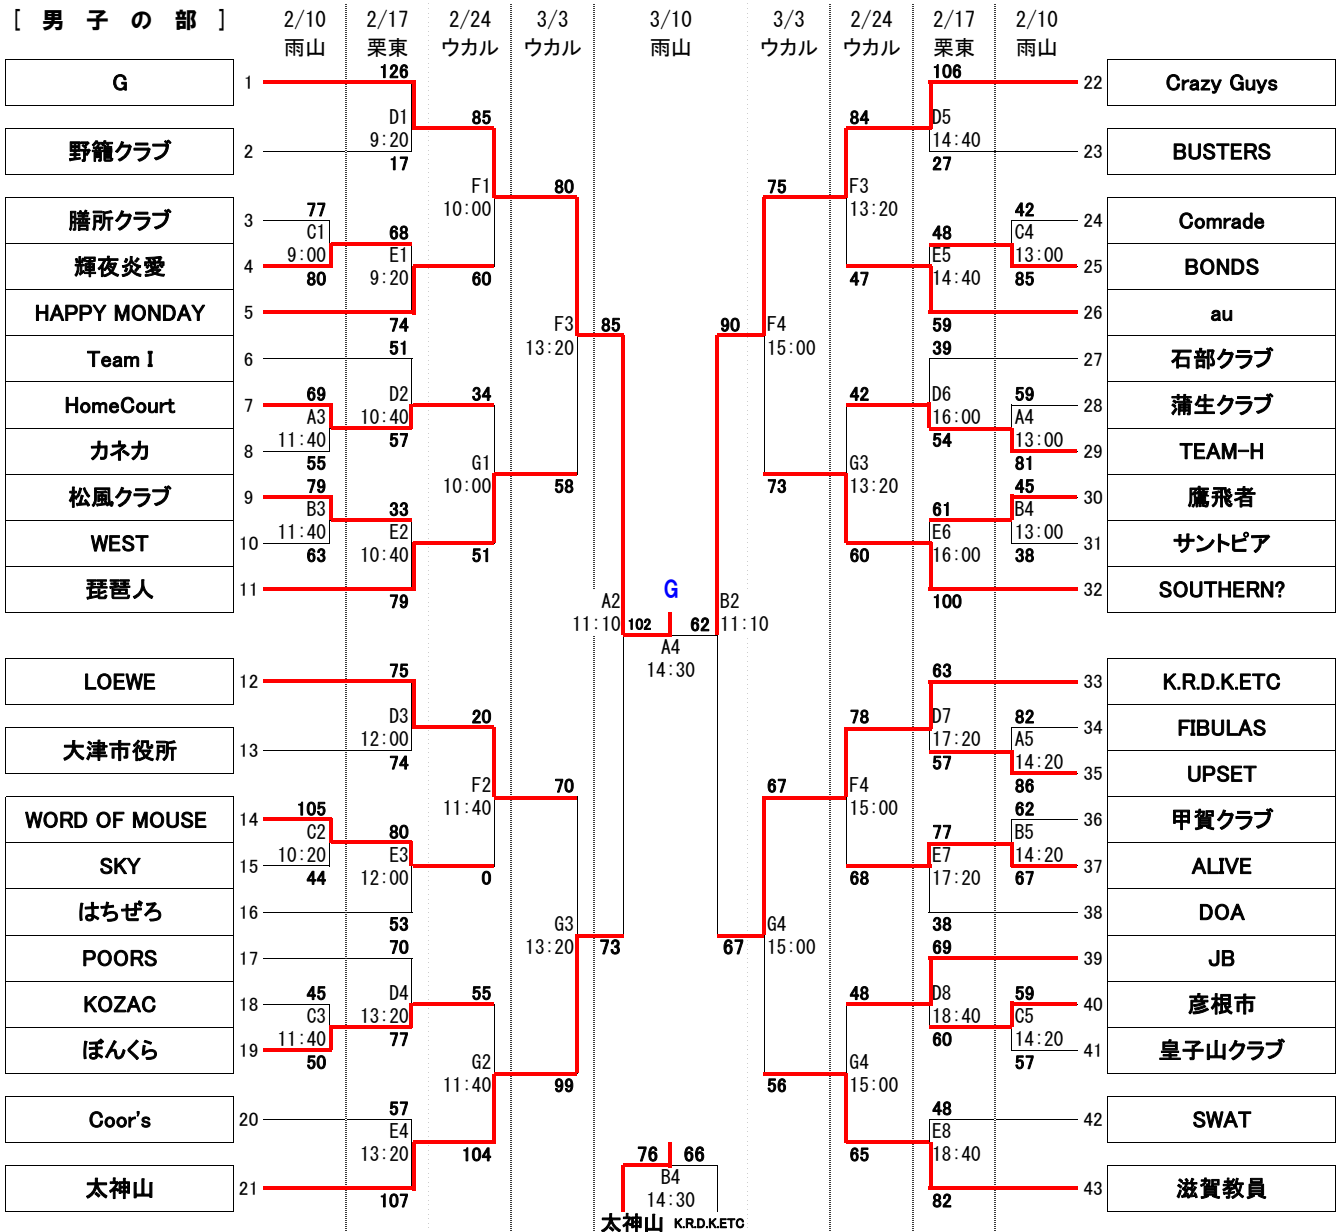 [ 男 子 の 部 ]
2/10 2/17 2/24 3/3 3/10 3/3 2/24 2/17 2/10
雨山 栗東 ウカル ウカル 雨山 ウカル ウカル 栗東 雨山
126 106
G 1 22 Crazy Guys
D1 85 84 D5
9:20 14:40
野籠クラブ 2 23 BUSTERS
17 27
F1 80 75 F3
10:00 13:20
77 42
膳所クラブ 3 24 Comrade
C1 68 48 C4
9:00 E1 E5 13:00
輝夜炎愛 4 25 BONDS
80 9:20 60 47 14:40 85
HAPPY MONDAY 5 26 au
74 F3 85 90 F4 59
51 13:20 15:00 39
Team I 6 27 石部クラブ
69 D2 34 42 D6 59
HomeCourt 7 28 蒲生クラブ
A3 10:40 16:00 A4
11:40 57 54 13:00
カネカ 8 29 TEAM-H
55 G1 G3 81
79 10:00 58 73 13:20 45
松風クラブ 9 30 鷹飛者
B3 33 61 B4
11:40 E2 E6 13:00
WEST 10 31 サントピア
63 10:40 51 60 16:00 38
琵琶人 11 G 32 SOUTHERN?
79 A2 B2 100
11:10 102 62 11:10
A4
14:30
75 63
LOEWE 12 33 K.R.D.K.ETC
D3 20 78 D7 82
12:00 17:20 34 FIBULAS
大津市役所 13 A5
74 57 14:20
F2 70 67 F4 35 UPSET
11:40 15:00 86
105 62
WORD OF MOUSE 14 36 甲賀クラブ
C2 80 77 B5
10:20 E3 E7 14:20
SKY 15 37 ALIVE
44 12:00 0 68 17:20 67
はちぜろ 16 38 DOA
53 G3 G4 38
70 13:20 73 67 15:00 69
POORS 17 39 JB
45 D4 55 48 D8 59
KOZAC 18 40 彦根市
C3 13:20 18:40 C5
11:40 77 60 14:20
ぼんくら 19 41 皇子山クラブ
50 G2 G4 57
11:40 99 56 15:00
57 48
Coor's 20 42 SWAT
E4 E8
13:20 104 76 66 65 18:40
B4
太神山 21 43 滋賀教員
107 14:30 82
太神山 K.R.D.K.ETC